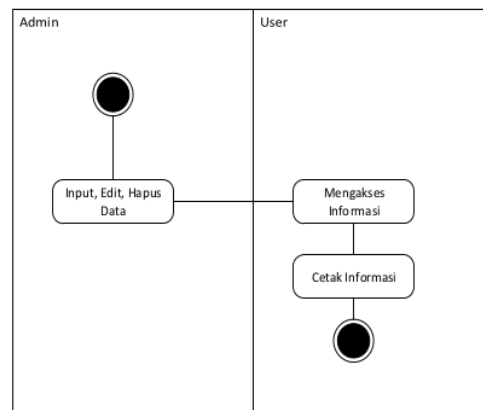 Admin
User
Input, Edit, Hapus
Data
Mengakses
Informasi
Cetak Informasi